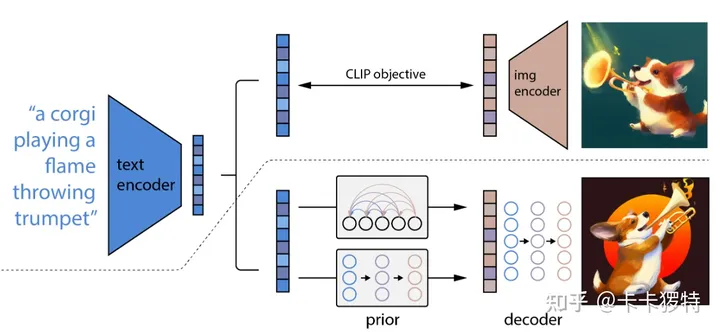 “a corgi
playing a
flame
throwing
trumpet”
text
encoder
CLIP objective
img
encoder
prior
decoder
知乎 @卡卡猡特